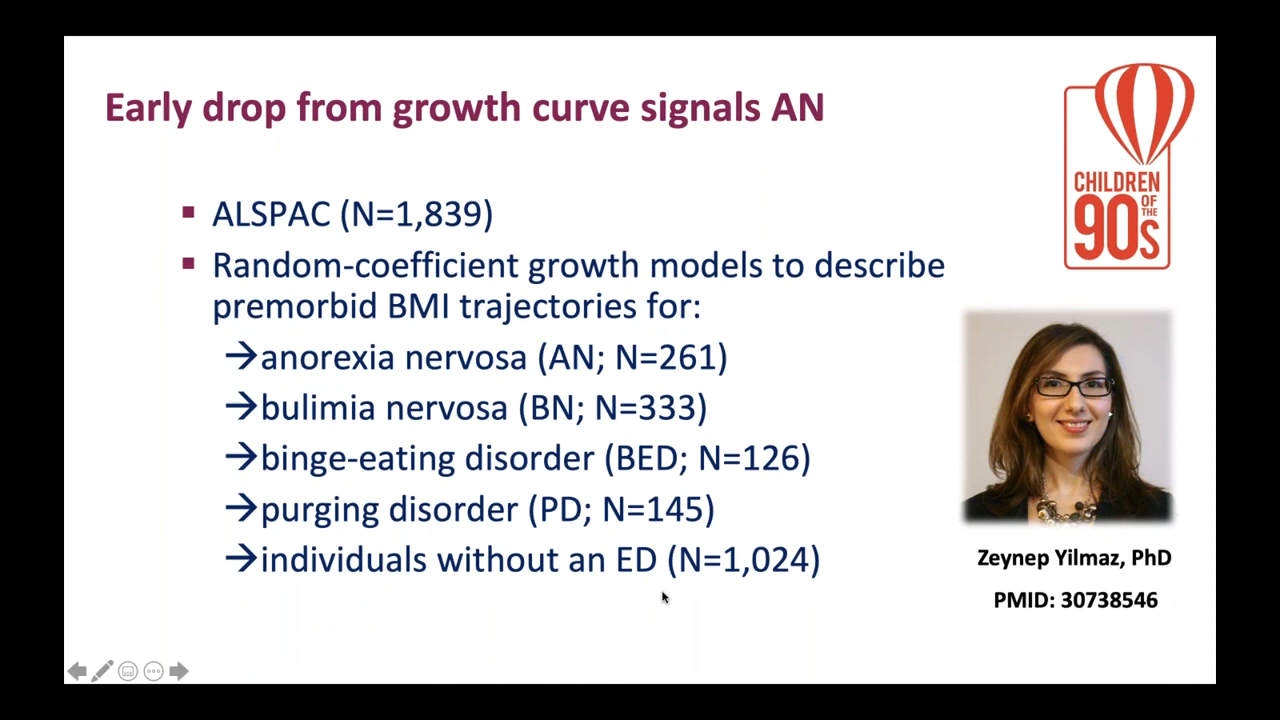 Early drop from growth curve signals AN
CHILDREN
OF THE
90s
▪ ALSPAC (N=1,839)
▪ Random-coefficient growth models to describe
premorbid BMI trajectories for:
→anorexia nervosa (AN; N=261)
→bulimia nervosa (BN; N=333)
→binge-eating disorder (BED; N=126)
→purging disorder (PD; N=145)
→individuals without an ED (N=1,024)
Zeynep Yilmaz, PhD
PMID: 30738546